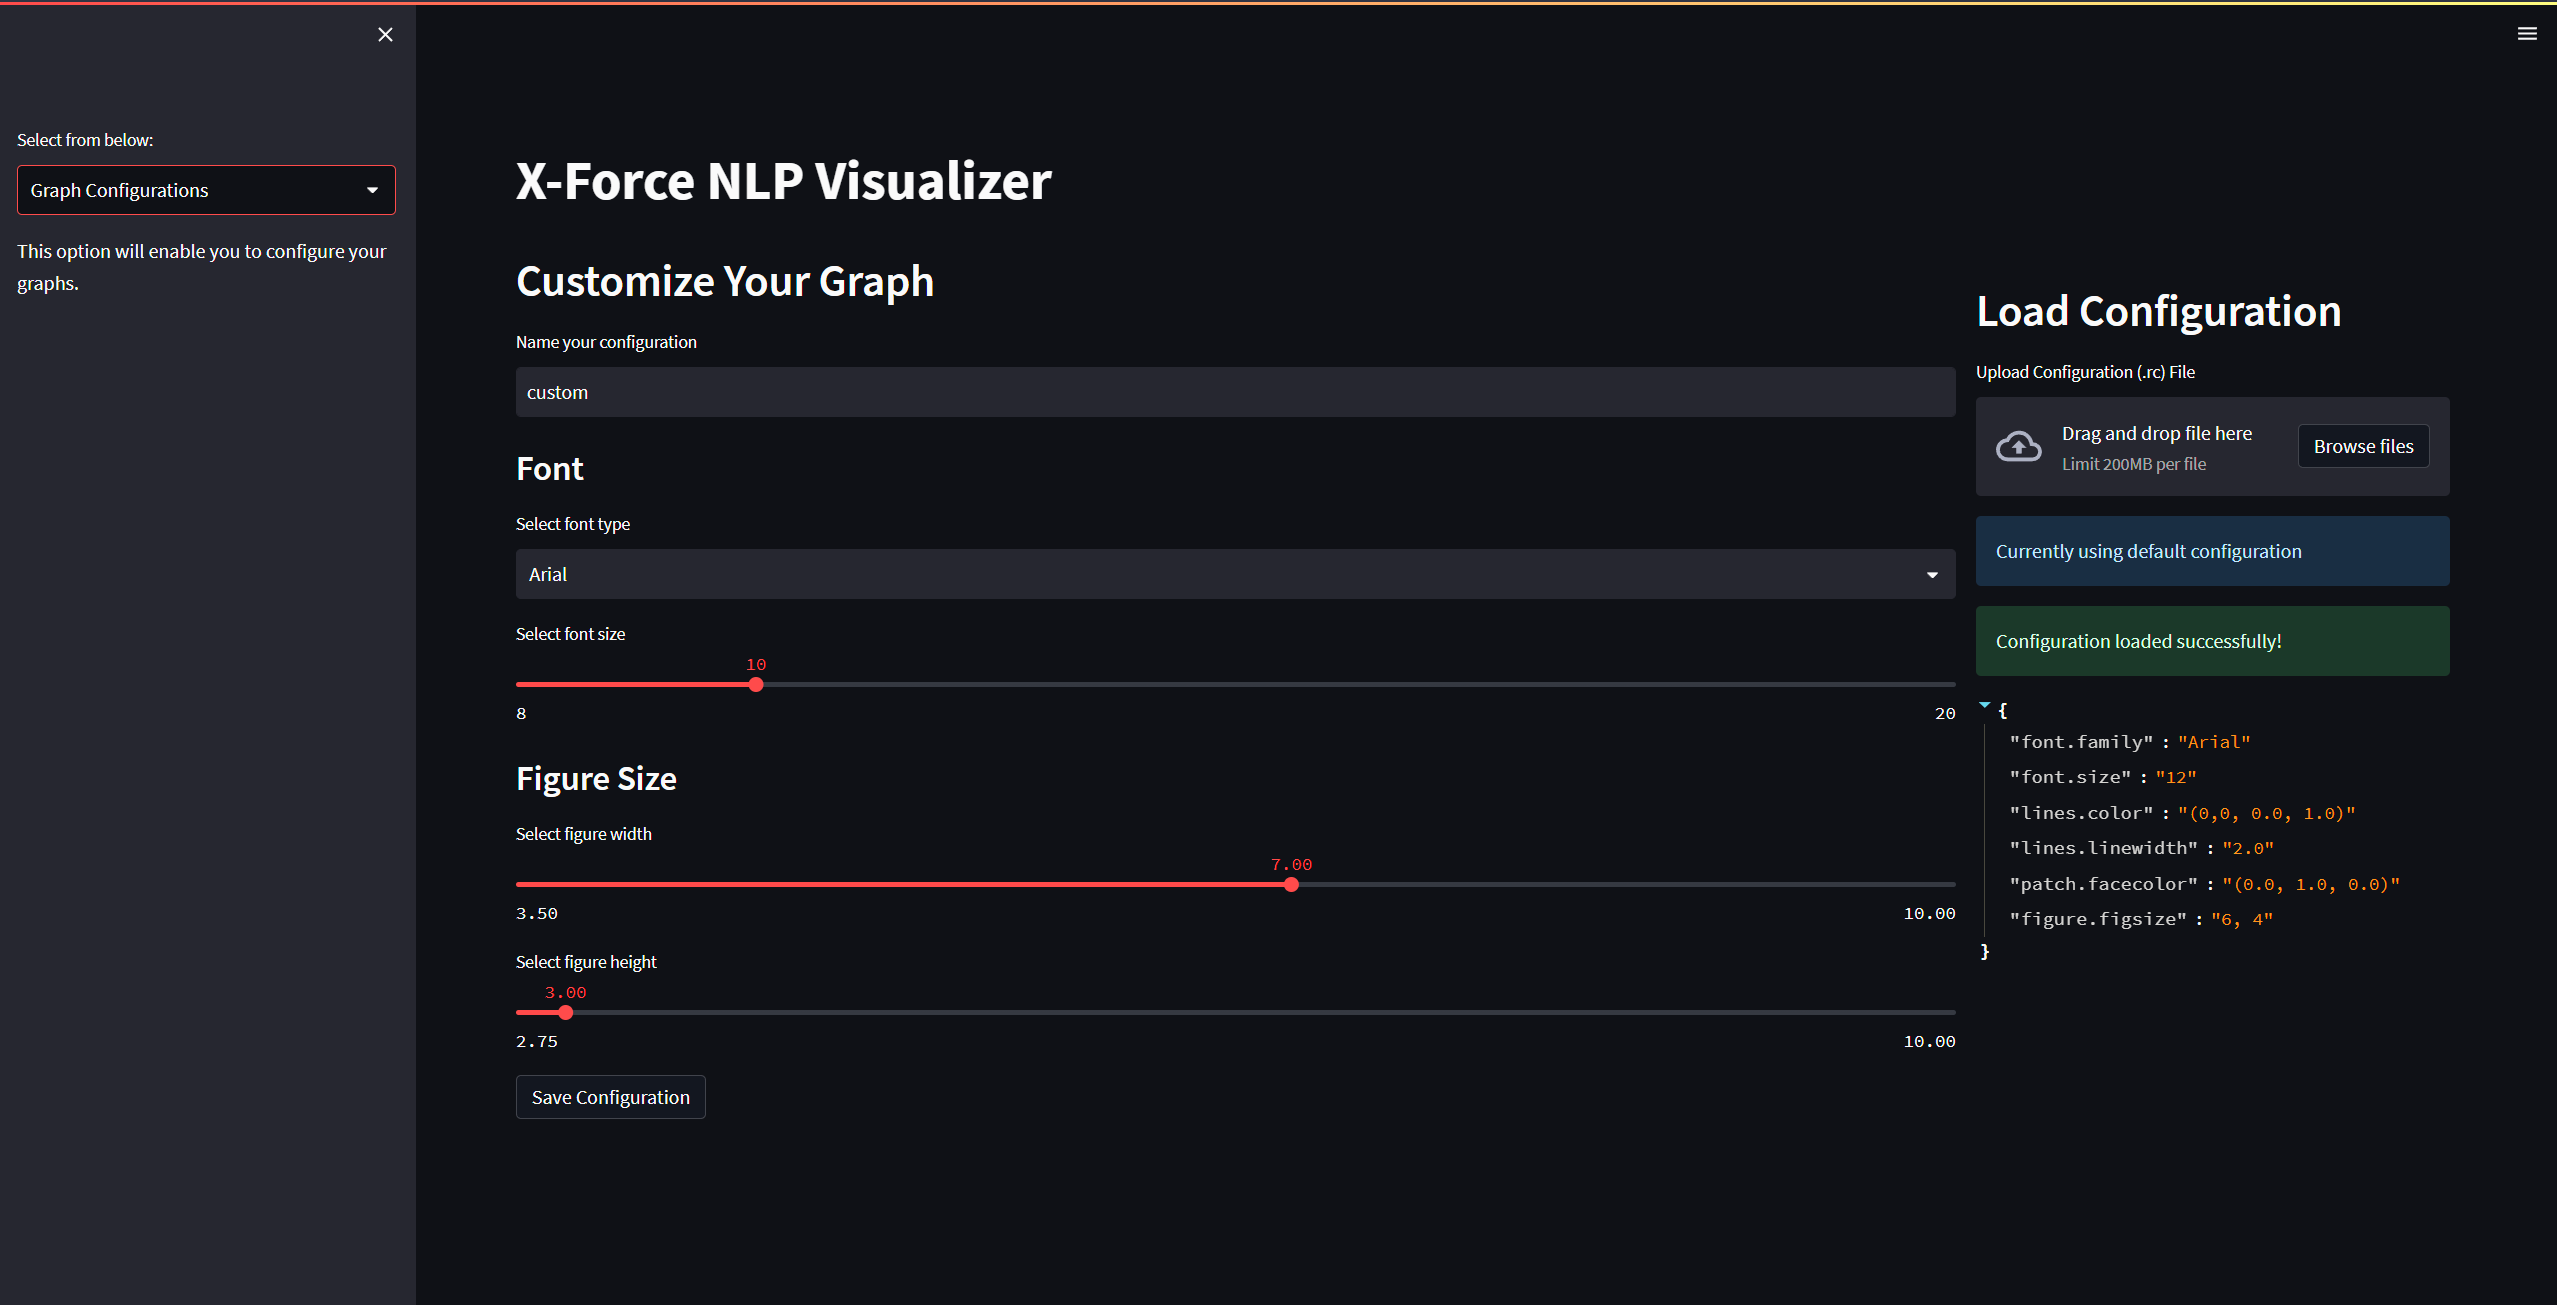 Select from below:
Graph Configurations
This option will enable you to configure your
graphs.
X-Force NLP Visualizer
Customize Your Graph
Name your configuration
custom
Font
Select font type
Arial
Select font size
10
8
20
Figure Size
Select figure width
7.00
3.50
10.00
Select figure height
3.00
2.75
10.00
Save Configuration
Load Configuration
Upload Configuration (.rc) File
Drag and drop file here
Limit 200MB per file
Browse files
Currently using default configuration
Configuration loaded successfully!
{
"font.family" : "Arial"
"font.size" : "12"
"lines.color" : "(0,0, 0.0, 1.0)"
"lines.linewidth" : "2.0"
"patch.facecolor" : "(0.0, 1.0, 0.0)"
"figure.figsize" : "6, 4"
}